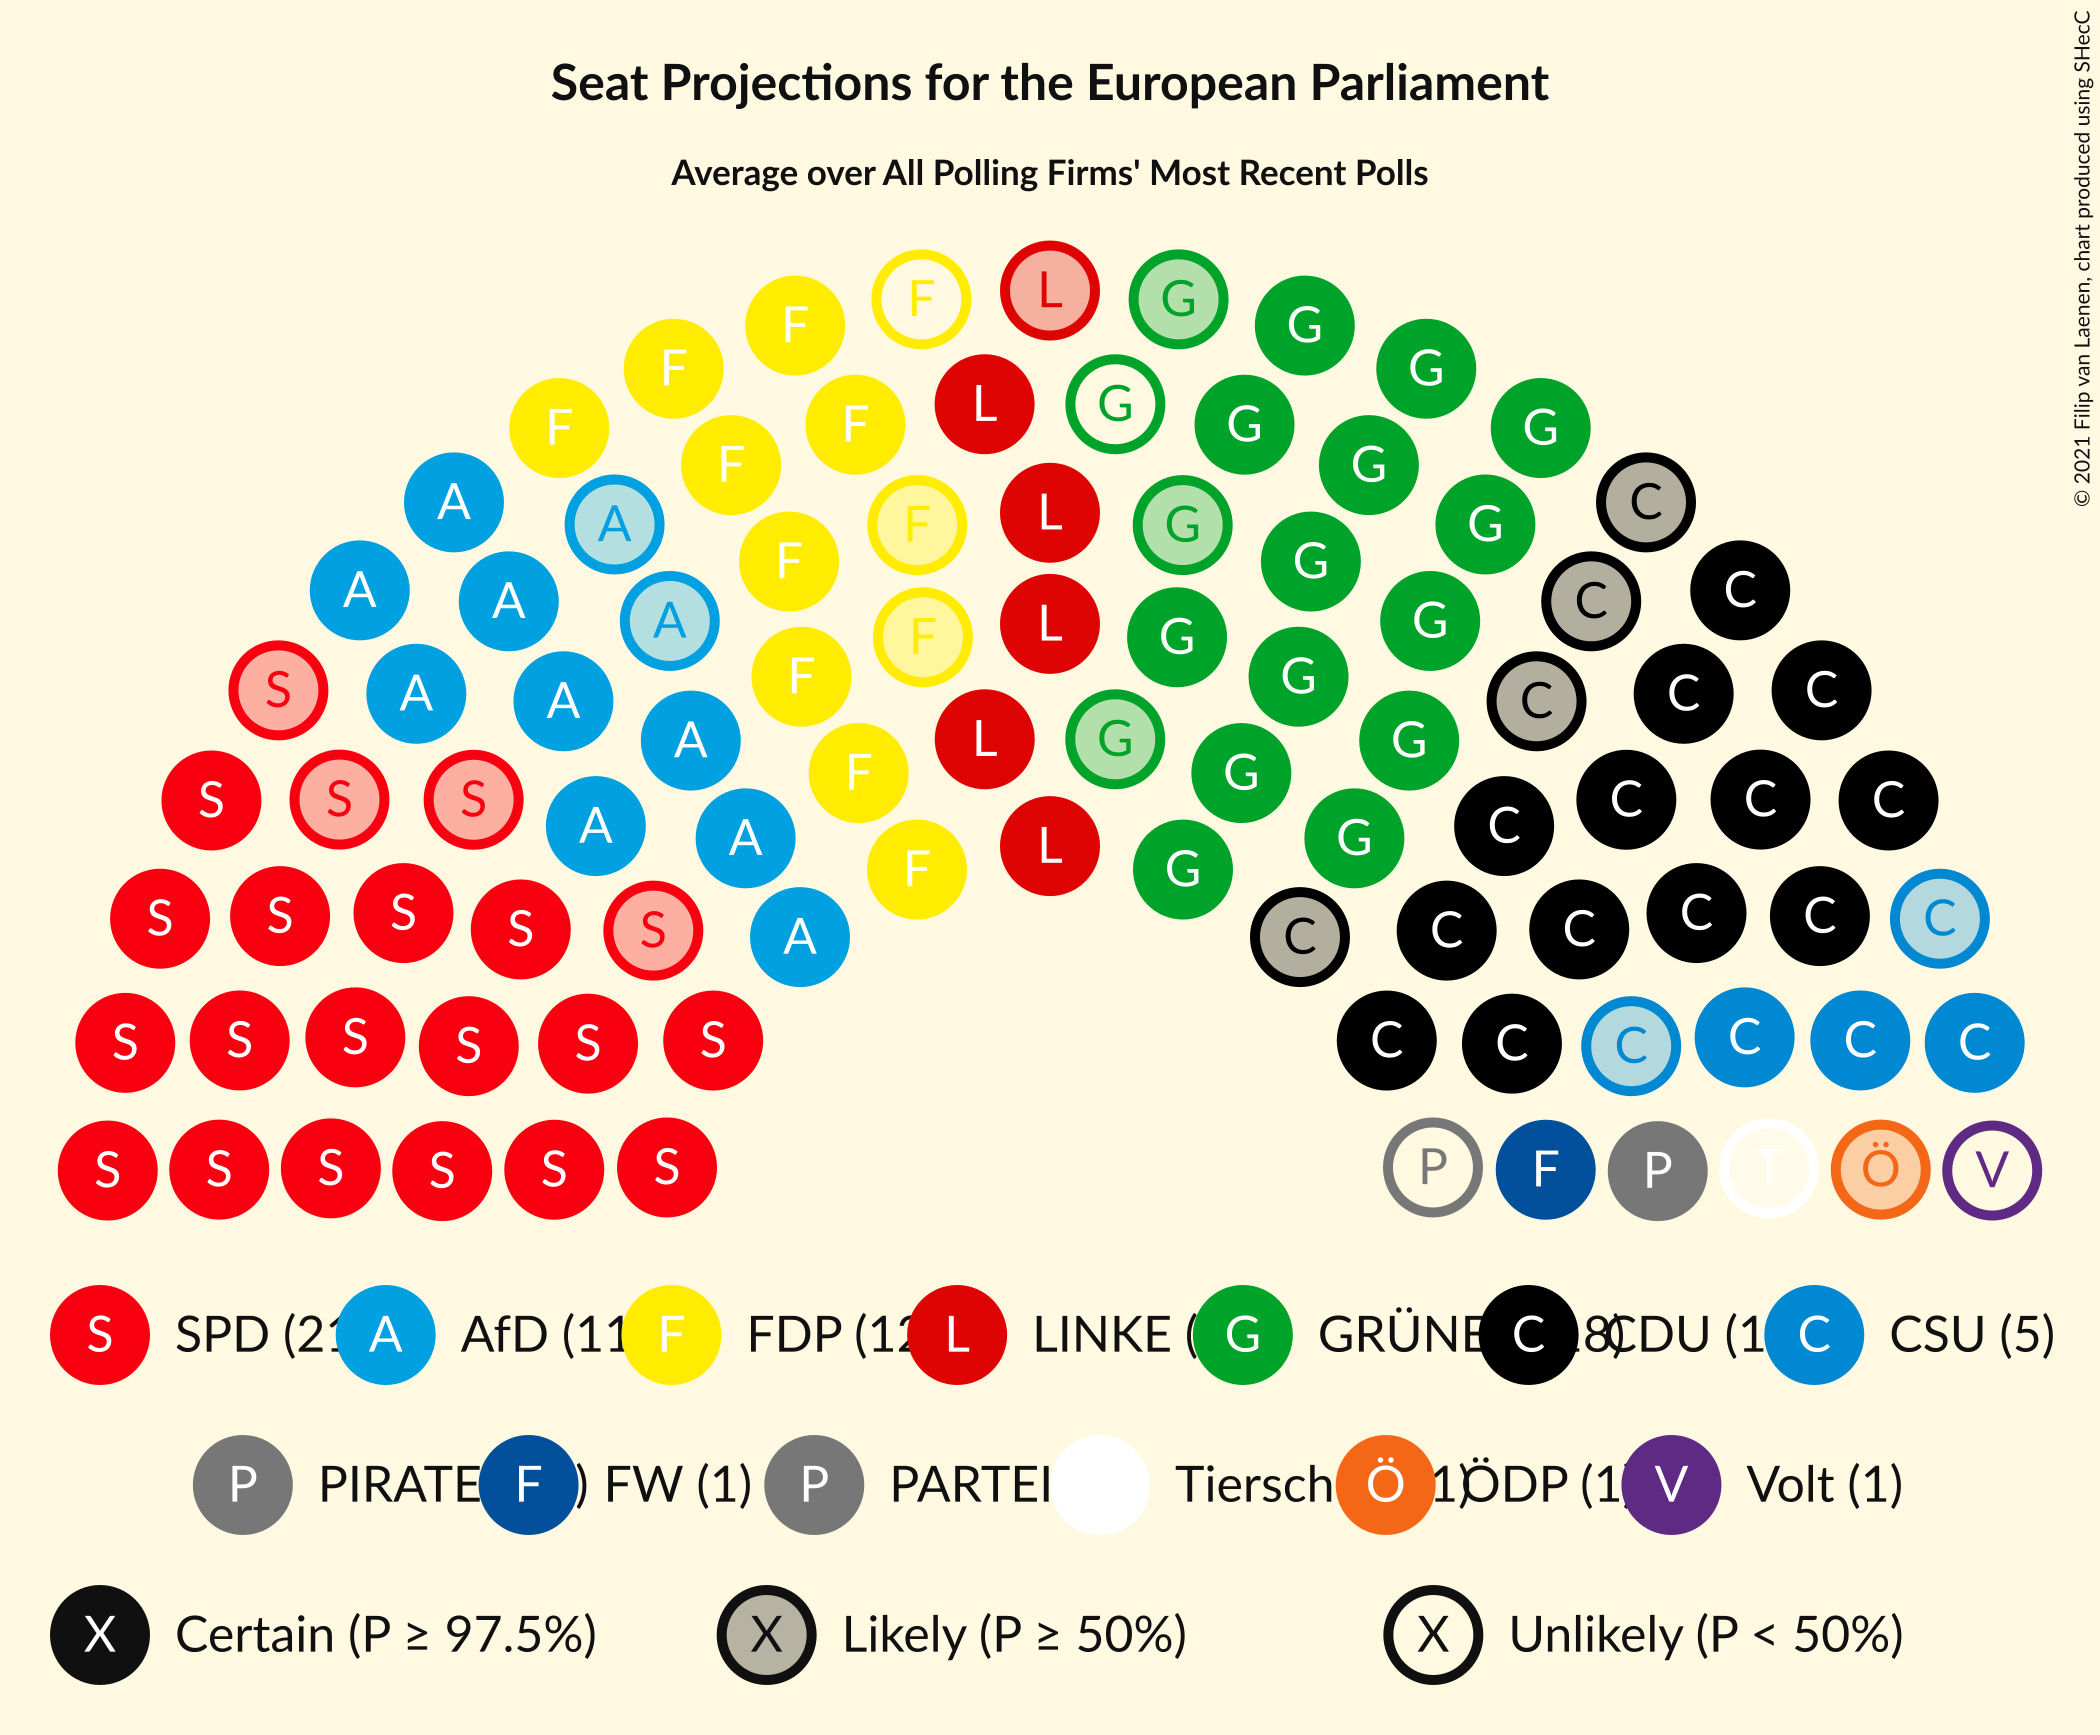 © 2021 Filip van Laenen, chart produced using SHecC
Seat Projections for the European Parliament
Average over All Polling Firms' Most Recent Polls
F L G
F G
F G
L G
F F G G
F G
A L C
A F G G
F G
A A C C
A F L G G
F G
S A A C C C
A L G G
F G
S S S C C C
A A L G C
F G
S S S S S A C C C C C C C
S S S S S S C C C C C C
S S S S S S P F P T Ö V
S SPD (21 A AfD (11 F FDP (12 L LINKE ( G GRÜNE C 8) CDU (1 C CSU (5)
P PIRATE F ) FW (1) P PARTEI Tiersch Ö 1) ÖDP (1) V Volt (1)
X Certain (P ≥ 97.5%) X Likely (P ≥ 50%) X Unlikely (P < 50%)